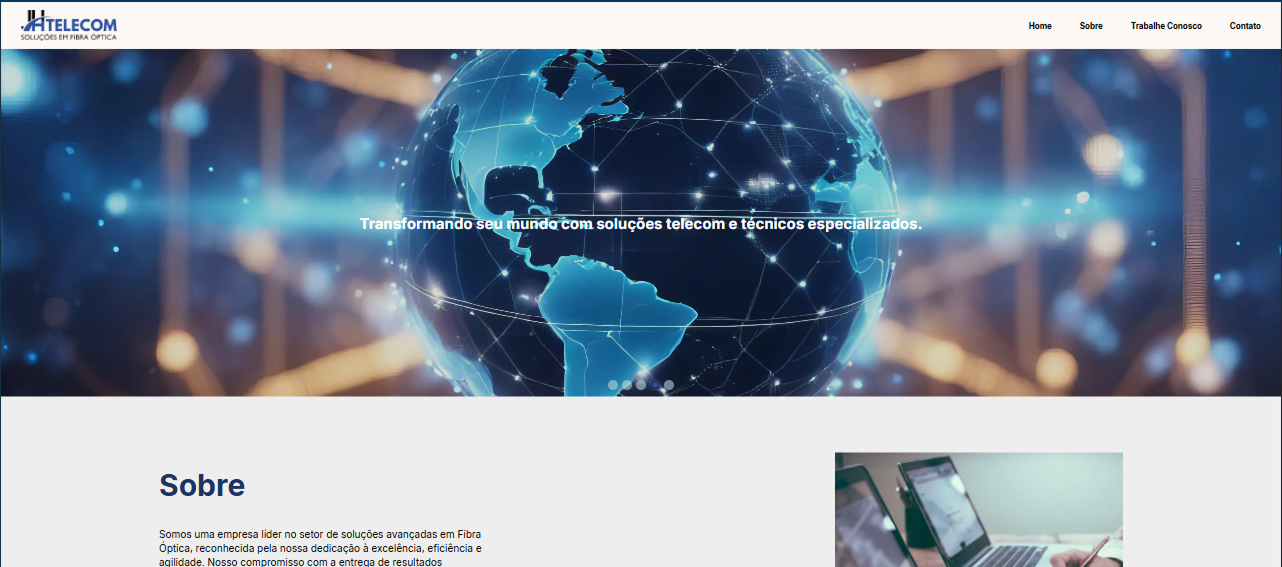 JHTELECOM
SOLUÇÕES EM FIBRA ÓPTICA
Home Sobre Trabalhe Conosco Contato
Transformando seu mundo com soluções telecom e técnicos especializados.
Sobre
Somos uma empresa líder no setor de soluções avançadas em Fibra
Óptica, reconhecida pela nossa dedicação à excelência, eficiência e
agilidade. Nosso compromisso com a entrega de resultados